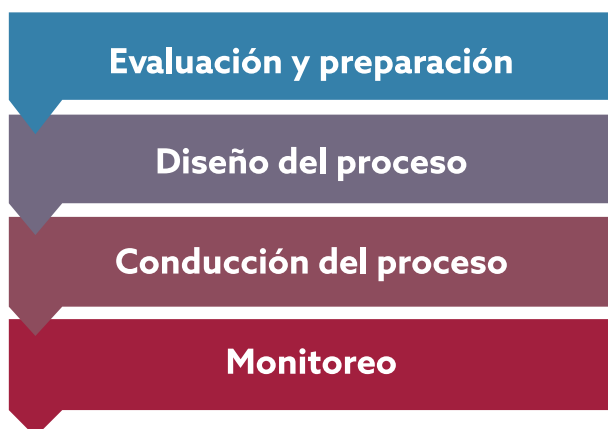 Evaluación y preparación
Diseño del proceso
Conducción del proceso
Monitoreo